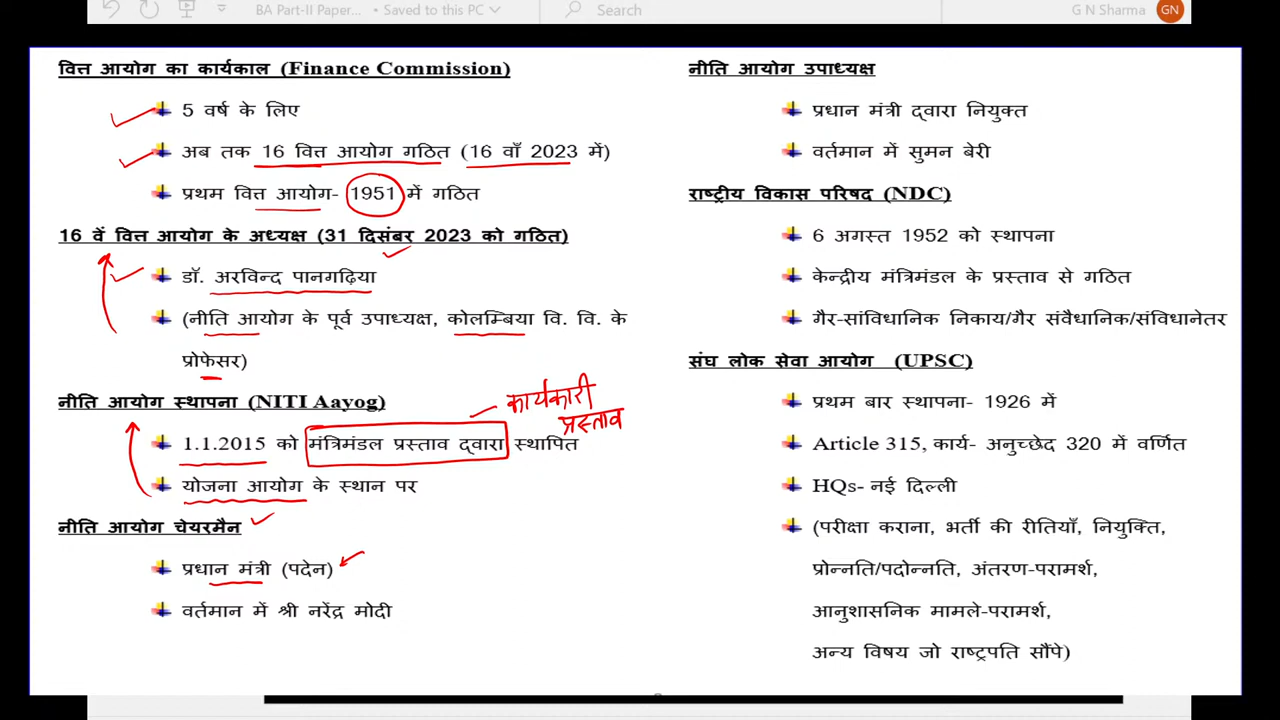 BA Part-II Paper... • Saved to this PC
Search
G N Sharma
GN
वित्त आयोग का कार्यकाल (Finance Commission)
5 वर्ष के लिए
अब तक 16 वित्त आयोग गठित (16 वाँ 2023 में)
प्रथम वित्त आयोग- 1951 में गठित
16 वें वित्त आयोग के अध्यक्ष (31 दिसंबर 2023 को गठित)
डॉ. अरविन्द पानगढ़िया
(नीति आयोग के पूर्व उपाध्यक्ष, कोलम्बिया वि. वि. के
प्रोफेसर)
नीति आयोग स्थापना (NITI Aayog)
कार्यकारी
प्रस्ताव
1.1.2015 को मंत्रिमंडल प्रस्ताव द्वारा स्थापित
योजना आयोग के स्थान पर
नीति आयोग चेयरमैन
प्रधान मंत्री (पदेन)
वर्तमान में श्री नरेंद्र मोदी
नीति आयोग उपाध्यक्ष
प्रधान मंत्री द्वारा नियुक्त
वर्तमान में सुमन बेरी
राष्ट्रीय विकास परिषद (NDC)
6 अगस्त 1952 को स्थापना
केन्द्रीय मंत्रिमंडल के प्रस्ताव से गठित
गैर-सांविधानिक निकाय/गैर संवैधानिक/संविधानेतर
संघ लोक सेवा आयोग (UPSC)
प्रथम बार स्थापना- 1926 में
Article 315, कार्य- अनुच्छेद 320 में वर्णित
HQs- नई दिल्ली
(परीक्षा कराना, भर्ती की रीतियाँ, नियुक्ति,
प्रोन्नति/पदोन्नति, अंतरण-परामर्श,
आनुशासनिक मामले-परामर्श,
अन्य विषय जो राष्ट्रपति सौंपे)